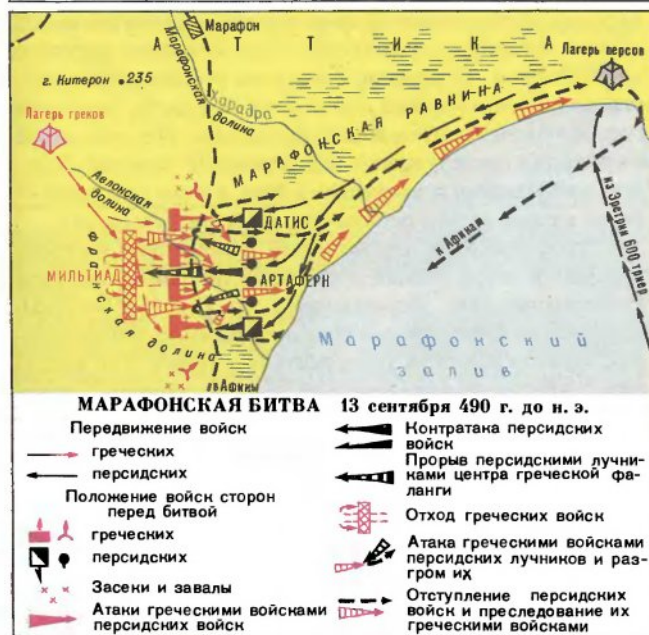 Марафон
А Т Т И К А
Лагерь персов
г. Китерон • 235
Марафонская долина
Харадра
МАРАФОНСКАЯ РАВНИНА
Лагерь греков
Авлонская долина
ДАТИС
к Афинам
из Эретрии 600 триер
МИЛЬТИАД
АРТАФЕРН
Вранская долина
Марафонский
залив
в Афины
МАРАФОНСКАЯ БИТВА 13 сентября 490 г. до н. э.
Передвижение войск
греческих
персидских
Положение войск сторон
перед битвой
греческих
персидских
Засеки и завалы
Атаки греческими войсками
персидских войск
Контратака персидских
войск
Прорыв персидскими лучни-
ками центра греческой фа-
ланги
Отход греческих войск
Атака греческими войсками
персидских лучников и раз-
гром их
Отступление персидских
войск и преследование их
греческими войсками